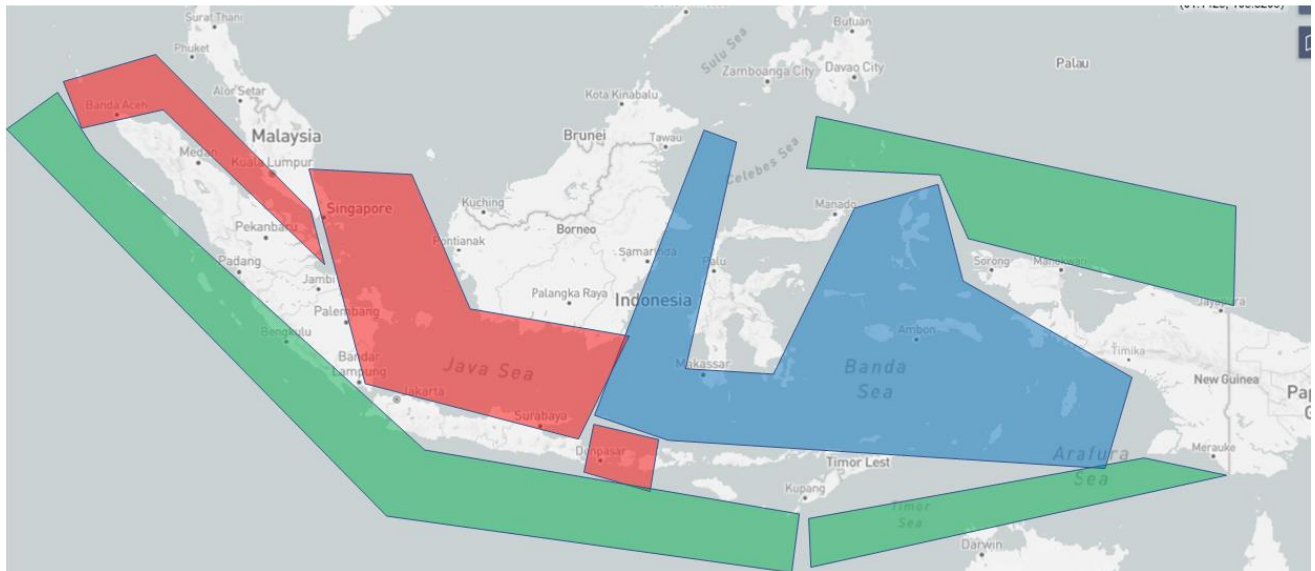 Surat Thani
Butuan
Phuket
Sulu Sea
Palau
Zamboanga City
Davao City
Alor Setar
Kota Kinabalu
Banda Aceh
Malaysia
Brunei
Tawau
Medan
Kuala Lumpur
Celebes Sea
Kuching
Singapore
Manado
Pekanbaru
Borneo
Pontianak
Samarinda
Padang
Palu
Sorong
Manokwari
Jambi
Palangka Raya
Indonesia
Jayapura
Palembang
Bengkulu
Ambon
Bandar
Lampung
Java Sea
Makassar
Banda
Sea
Timika
New Guinea
Jakarta
Surabaya
Denpasar
Timor Lest
Arafura
Sea
Merauke
Kupang
Timor
Sea
Darwin